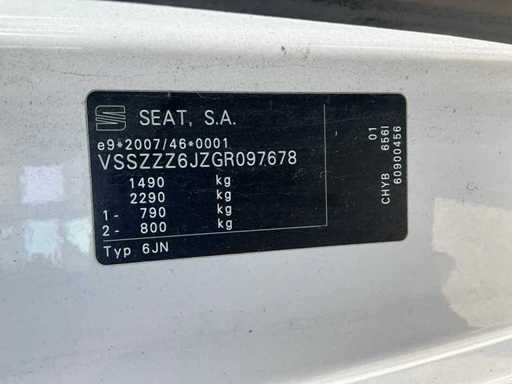 SEAT, S.A.
e9*2007/46*0001
VSSZZZ6JZGR097678
1490 kg
2290 kg
1- 790 kg
2- 800 kg
Typ 6JN
01
CHYB 656I
60900456